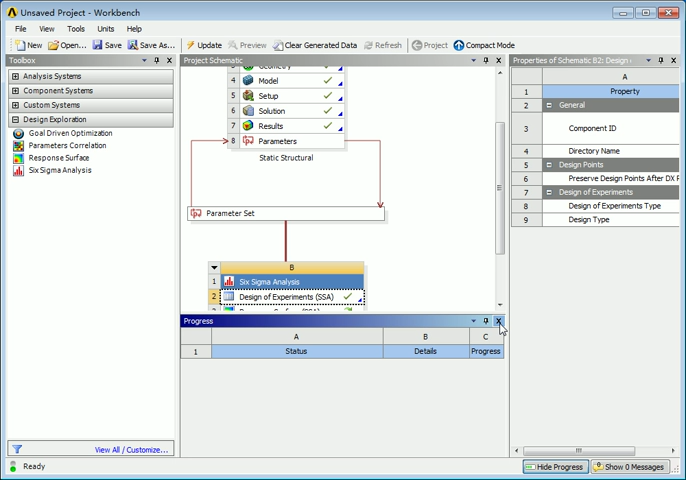 Unsaved Project - Workbench
File View Tools Units Help
New Open... Save Save As... Update Preview Clear Generated Data Refresh Project Compact Mode
Toolbox
Analysis Systems
Component Systems
Custom Systems
Design Exploration
Goal Driven Optimization
Parameters Correlation
Response Surface
Six Sigma Analysis
View All / Customize...
Project Schematic
4 Model
5 Setup
6 Solution
7 Results
8 Parameters
Static Structural
Parameter Set
B
1 Six Sigma Analysis
2 Design of Experiments (SSA)
Progress
A B C
1 Status Details Progress
Properties of Schematic B2: Design
A
1 Property
2 General
3 Component ID
4 Directory Name
5 Design Points
6 Preserve Design Points After DX
7 Design of Experiments
8 Design of Experiments Type
9 Design Type
Ready
Hide Progress Show 0 Messages